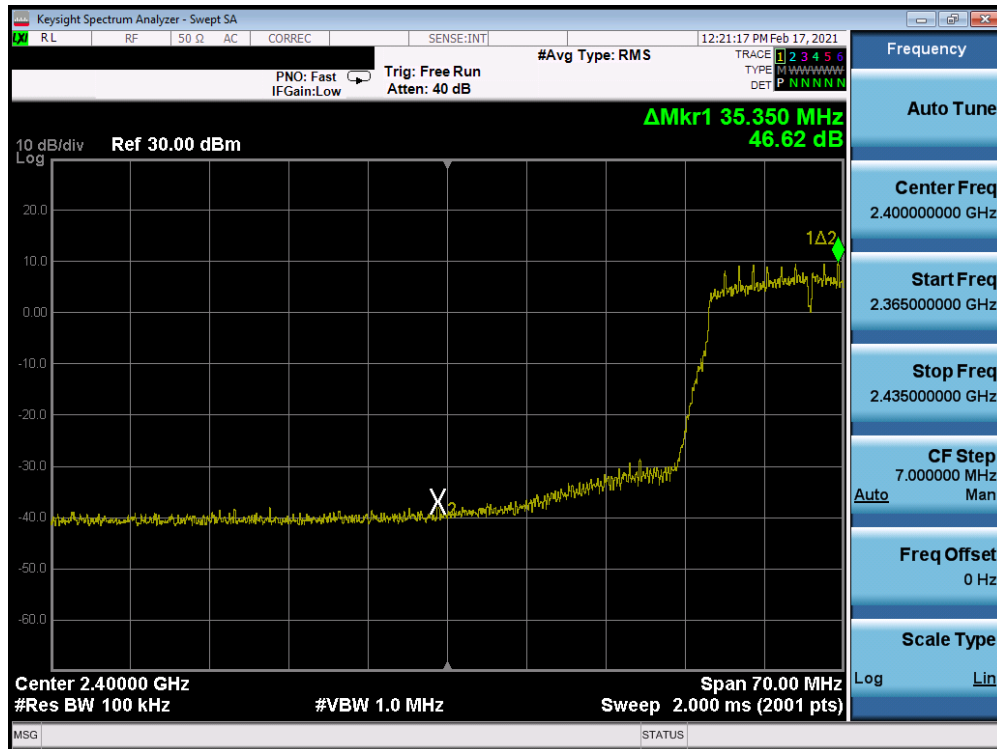 Keysight Spectrum Analyzer - Swept SA
LXI RL RF 50 Ω AC CORREC SENSE:INT 12:21:17 PM Feb 17, 2021
#Avg Type: RMS
TRACE 1 2 3 4 5 6
TYPE M W W W W W
DET P N N N N N
PNO: Fast
IFGain:Low
Trig: Free Run
Atten: 40 dB
ΔMkr1 35.350 MHz
46.62 dB
10 dB/div
Log
Ref 30.00 dBm
20.0
10.0
0.00
-10.0
-20.0
-30.0
-40.0
-50.0
-60.0
1Δ2
X2
Center 2.40000 GHz
Span 70.00 MHz
#Res BW 100 kHz
#VBW 1.0 MHz
Sweep 2.000 ms (2001 pts)
MSG
STATUS
Frequency
Auto Tune
Center Freq
2.400000000 GHz
Start Freq
2.365000000 GHz
Stop Freq
2.435000000 GHz
CF Step
7.000000 MHz
Auto Man
Freq Offset
0 Hz
Scale Type
Log Lin